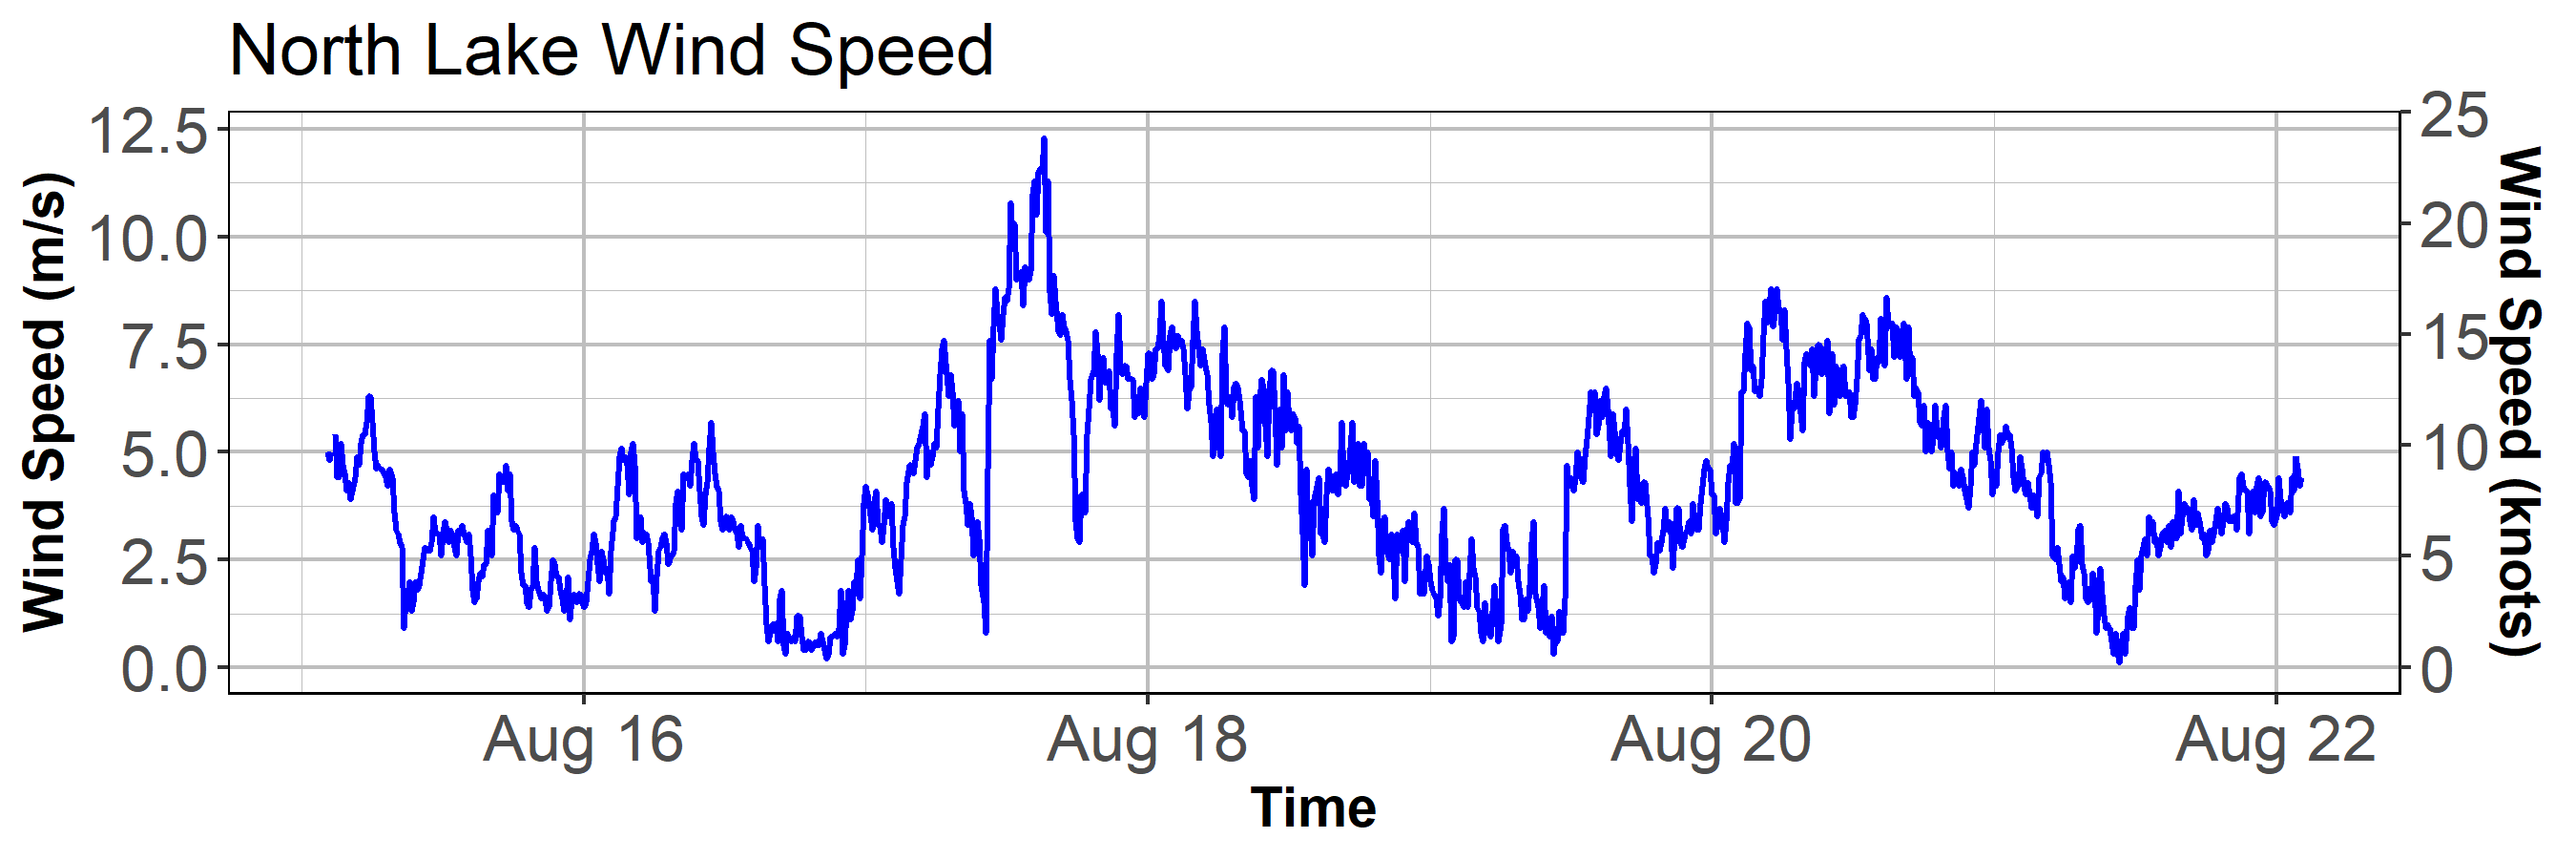 North Lake Wind Speed
Wind Speed (m/s)
12.5
10.0
7.5
5.0
2.5
0.0
25
20
15
10
5
0
Wind Speed (knots)
Aug 16
Aug 18
Aug 20
Aug 22
Time